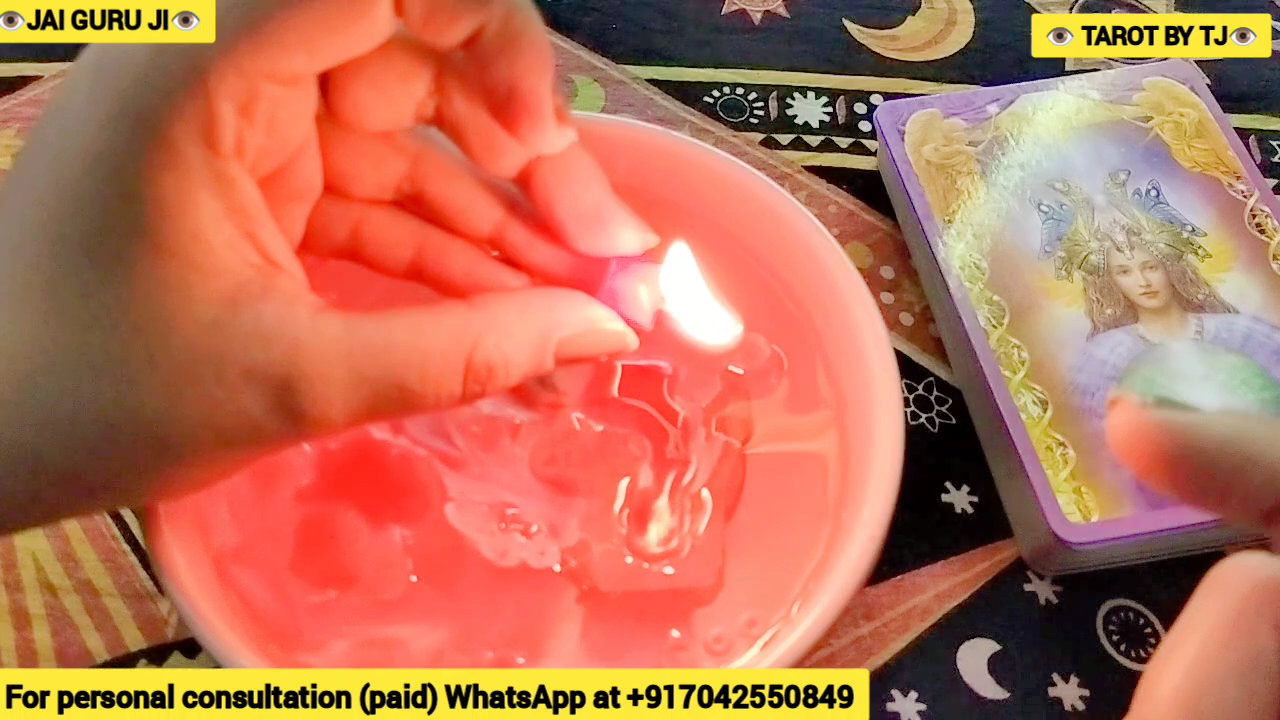 👁️JAI GURU JI👁️
👁️ TAROT BY TJ👁️
For personal consultation (paid) WhatsApp at +917042550849